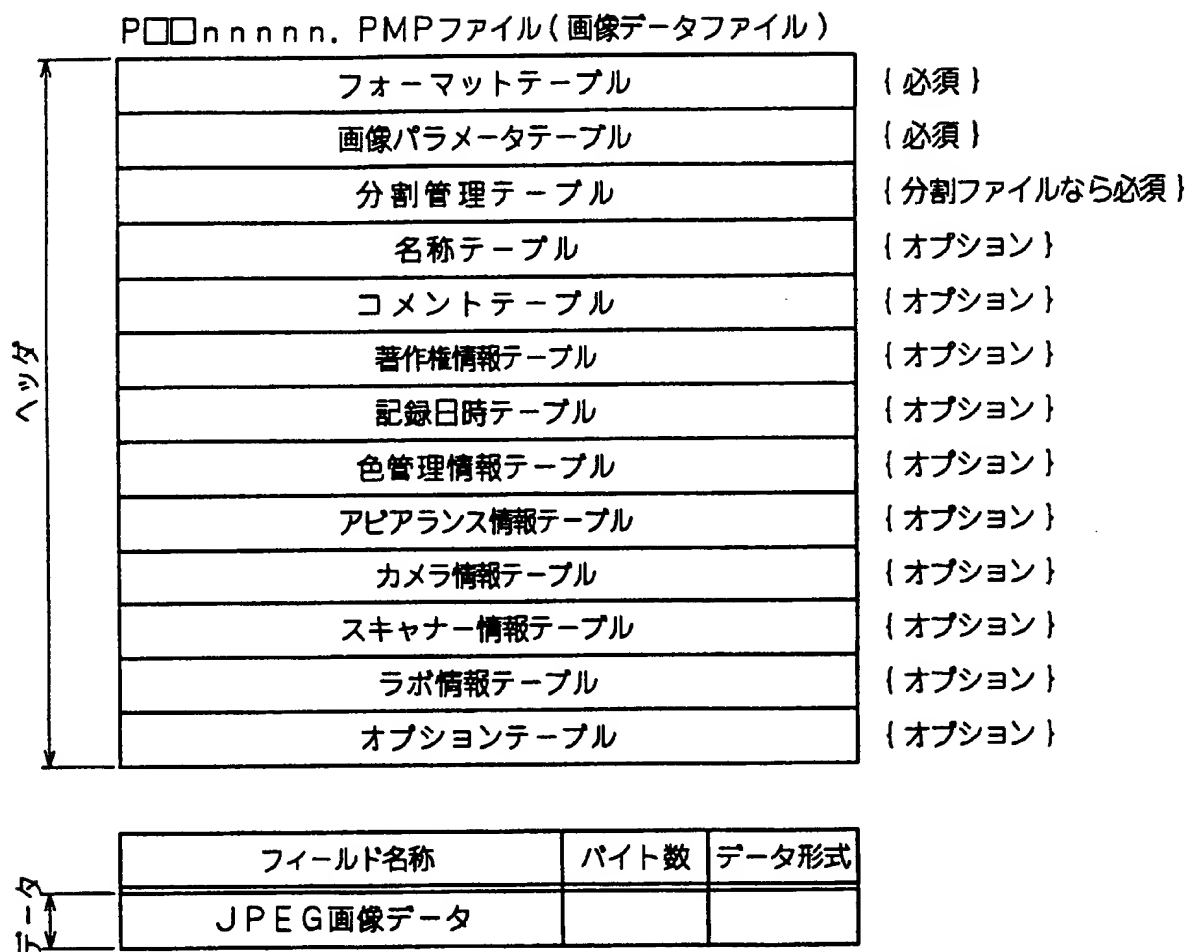 P□□nnnnn.PMPファイル(画像データファイル)
ヘッダ
フォーマットテーブル {必須}
画像パラメータテーブル {必須}
分割管理テーブル {分割ファイルなら必須}
名称テーブル {オプション}
コメントテーブル {オプション}
著作権情報テーブル {オプション}
記録日時テーブル {オプション}
色管理情報テーブル {オプション}
アピアランス情報テーブル {オプション}
カメラ情報テーブル {オプション}
スキャナー情報テーブル {オプション}
ラボ情報テーブル {オプション}
オプションテーブル {オプション}
フィールド名称 バイト数 データ形式
データ
JPEG画像データ